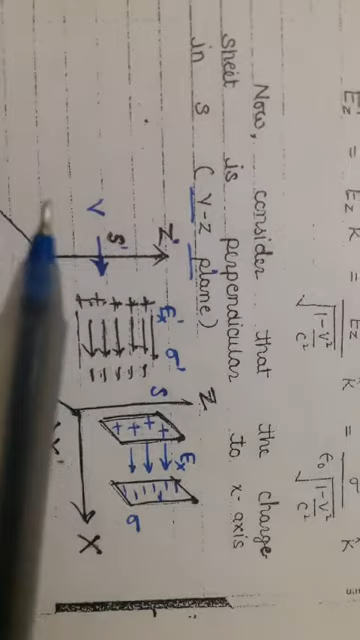 E'z = Ez k̂ = Ez/√(1-v²/c²) k̂ = σ/(ε₀√(1-v²/c²)) k̂
Now, consider that the charge
sheet is perpendicular to x-axis
in S (y-z plane)
Z'
S'
V
E'x
σ'
+ + + + +
- - - - -
Z
S
Ex
+ + + +
- - - -
σ
X